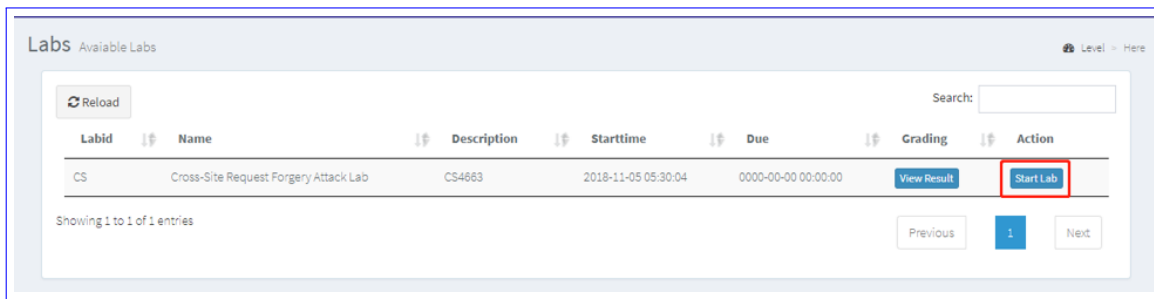 Labs Avaiable Labs
Level > Here
Reload
Search:
Labid Name Description Starttime Due Grading Action
CS Cross-Site Request Forgery Attack Lab CS4663 2018-11-05 05:30:04 0000-00-00 00:00:00 View Result Start Lab
Showing 1 to 1 of 1 entries
Previous 1 Next